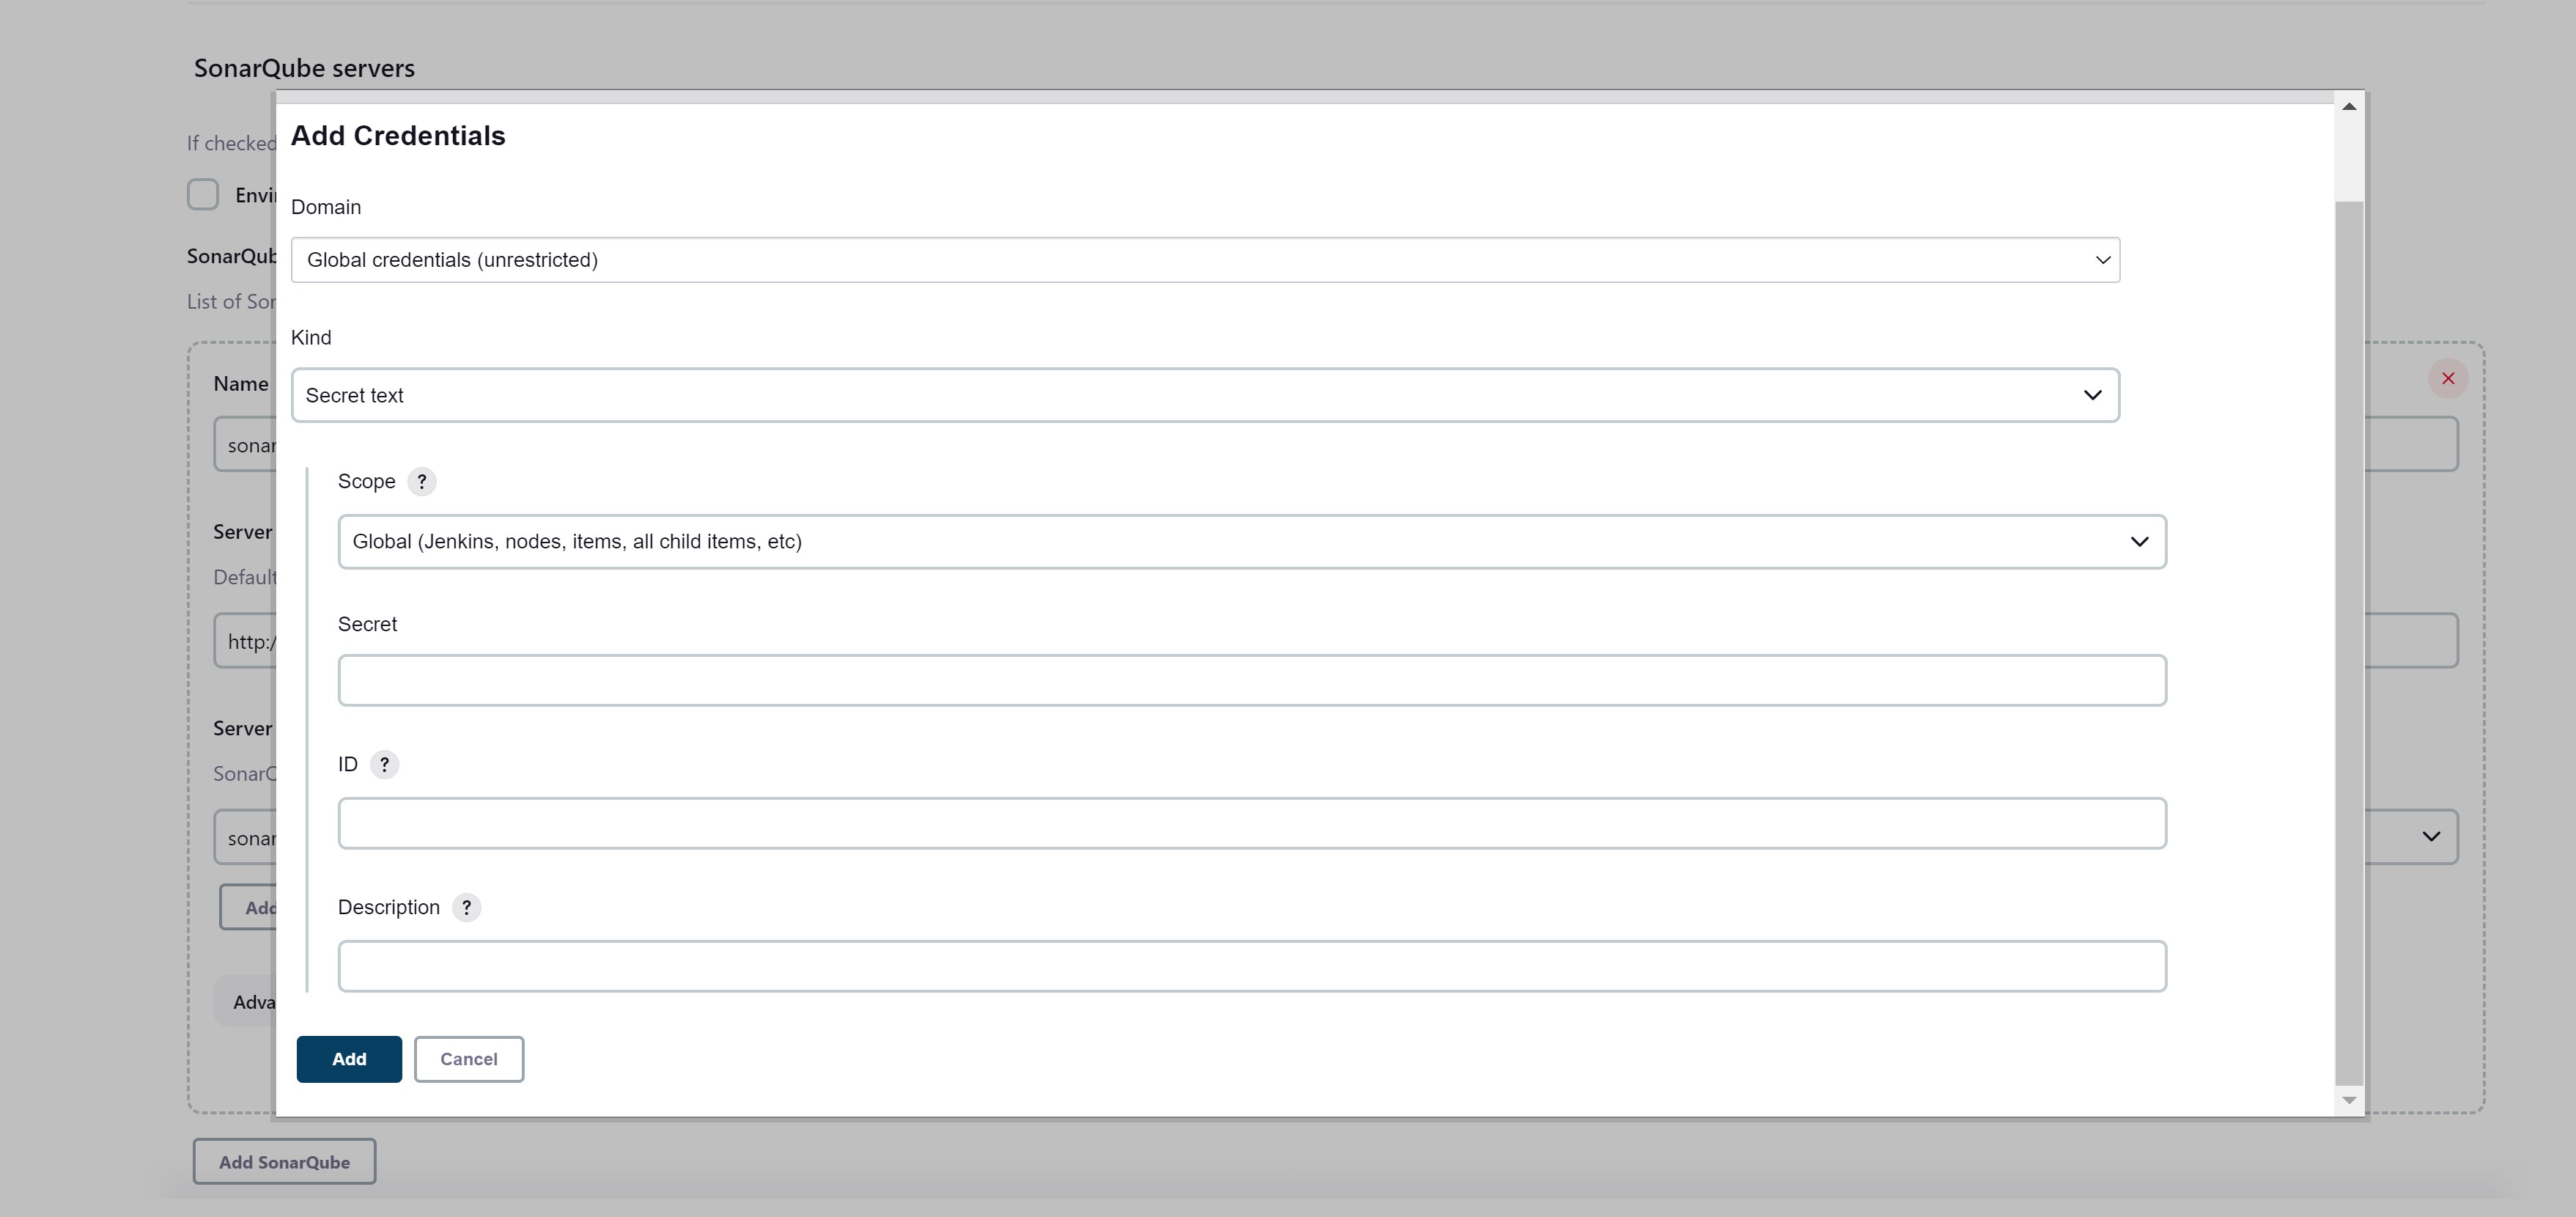 SonarQube servers
If checked
Envi
SonarQub
List of Sor
Name
sonar
Server
Default
http:/
Server
SonarQ
sonar
Add
Adva
Add SonarQube
Add Credentials
Domain
Global credentials (unrestricted)
Kind
Secret text
Scope ?
Global (Jenkins, nodes, items, all child items, etc)
Secret
ID ?
Description ?
Add
Cancel